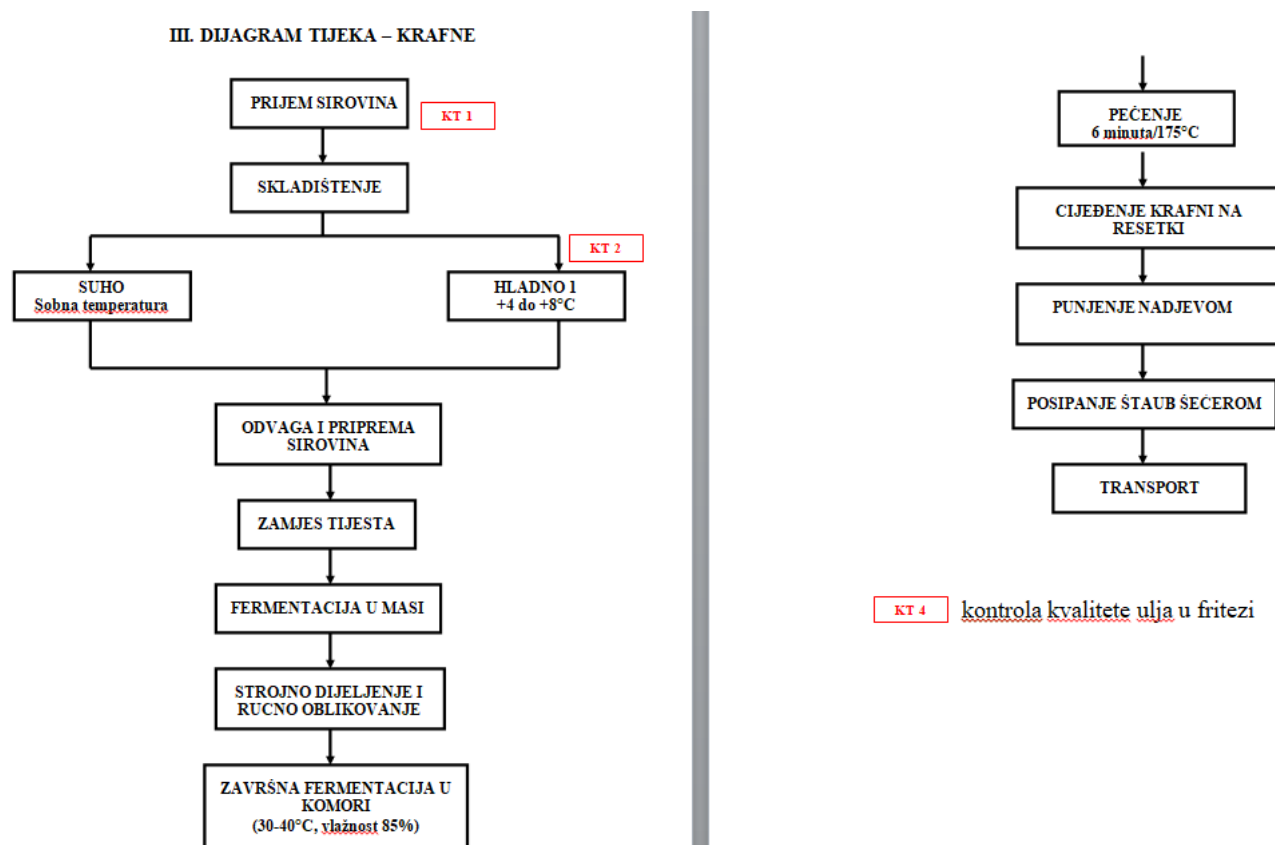 III. DIJAGRAM TIJEKA – KRAFNE
PRIJEM SIROVINA
KT 1
SKLADIŠTENJE
KT 2
SUHO
Sobna temperatura
HLADNO 1
+4 do +8°C
ODVAGA I PRIPREMA
SIROVINA
ZAMJES TIJESTA
FERMENTACIJA U MASI
STROJNO DIJELJENJE I
RUCNO OBLIKOVANJE
ZAVRŠNA FERMENTACIJA U
KOMORI
(30-40°C, vlažnost 85%)
PEČENJE
6 minuta/175°C
CIJEĐENJE KRAFNI NA
RESETKI
PUNJENJE NADJEVOM
POSIPANJE ŠTAUB ŠEĆEROM
TRANSPORT
KT 4 kontrola kvalitete ulja u fritezi